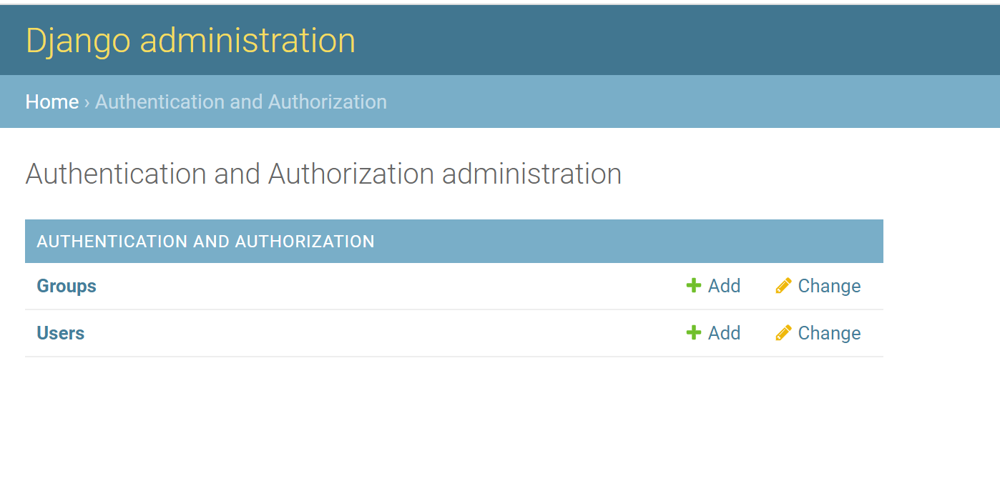 Django administration
Home › Authentication and Authorization
Authentication and Authorization administration
AUTHENTICATION AND AUTHORIZATION
Groups Add Change
Users Add Change